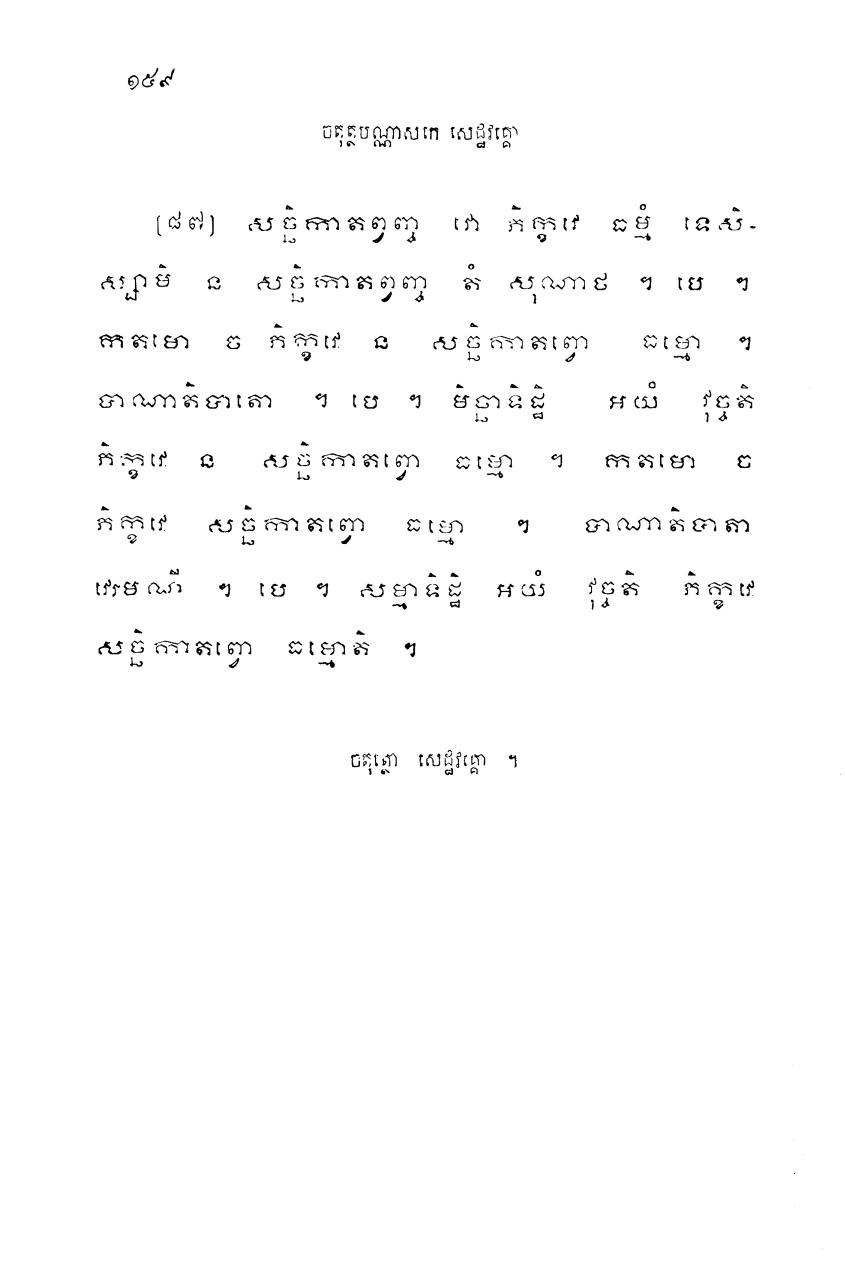 ១៥៩
ចតុត្ថបណ្ណាសកេ សេដ្ឋវគ្គោ
[៨៧] សច្ឆិកាតព្វញ្ច វោ ភិក្ខវេ ធម្មំ ទេសិ-
ស្សាមិ ន សច្ឆិកាតព្វញ្ច តំ សុណាថ ។ បេ ។
កតមោ ច ភិក្ខវេ ន សច្ឆិកាតព្វោ ធម្មោ ។
បាណាតិបាតោ ។ បេ ។ មិច្ឆាទិដ្ឋិ អយំ វុច្ចតិ
ភិក្ខវេ ន សច្ឆិកាតព្វោ ធម្មោ ។ កតមោ ច
ភិក្ខវេ សច្ឆិកាតព្វោ ធម្មោ ។ បាណាតិបាតា
វេរមណី ។ បេ ។ សម្មាទិដ្ឋិ អយំ វុច្ចតិ ភិក្ខវេ
សច្ឆិកាតព្វោ ធម្មោតិ ។
ចតុត្ថោ សេដ្ឋវគ្គោ ។